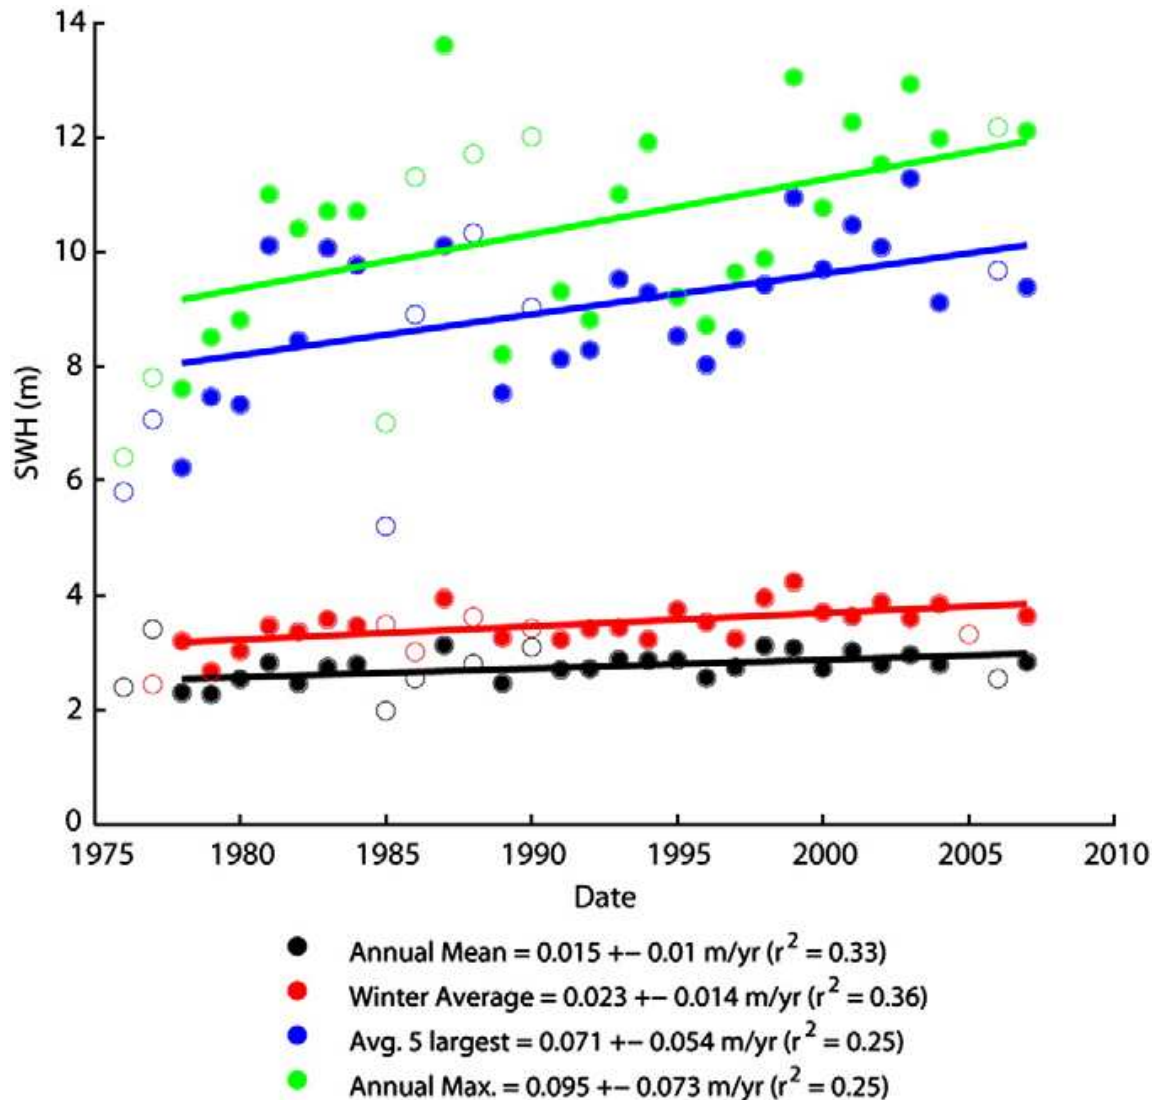 14
12
10
8
6
4
2
0
SWH (m)
1975 1980 1985 1990 1995 2000 2005 2010
Date
Annual Mean = 0.015 +− 0.01 m/yr (r² = 0.33)
Winter Average = 0.023 +− 0.014 m/yr (r² = 0.36)
Avg. 5 largest = 0.071 +− 0.054 m/yr (r² = 0.25)
Annual Max. = 0.095 +− 0.073 m/yr (r² = 0.25)